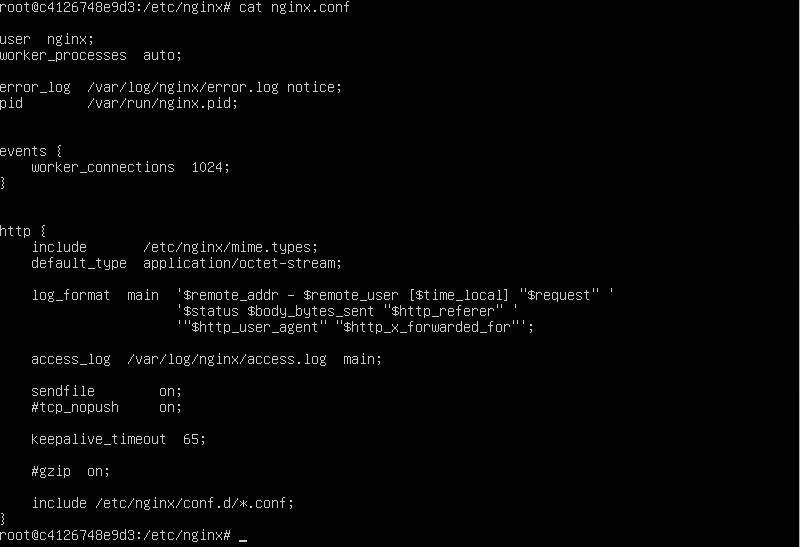 root@c4126748e9d3:/etc/nginx# cat nginx.conf
user  nginx;
worker_processes  auto;
error_log  /var/log/nginx/error.log notice;
pid        /var/run/nginx.pid;
events {
    worker_connections  1024;
}
http {
    include       /etc/nginx/mime.types;
    default_type  application/octet-stream;
    log_format  main  '$remote_addr - $remote_user [$time_local] "$request" '
                      '$status $body_bytes_sent "$http_referer" '
                      '"$http_user_agent" "$http_x_forwarded_for"';
    access_log  /var/log/nginx/access.log  main;
    sendfile        on;
    #tcp_nopush     on;
    keepalive_timeout  65;
    #gzip  on;
    include /etc/nginx/conf.d/*.conf;
}
root@c4126748e9d3:/etc/nginx# _